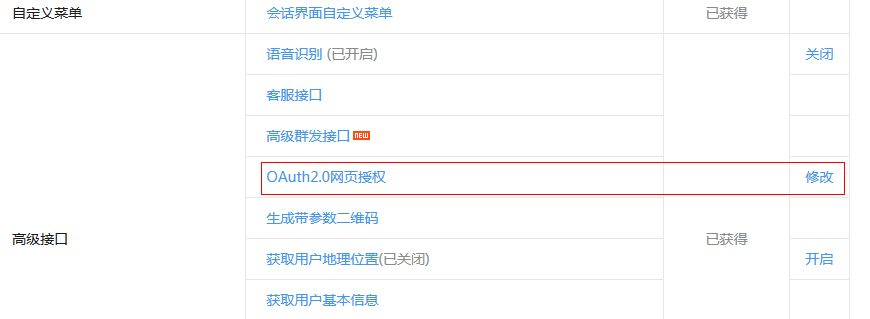 自定义菜单 会话界面自定义菜单 已获得
语音识别 (已开启) 关闭
客服接口
高级群发接口 NEW
OAuth2.0网页授权 修改
生成带参数二维码
高级接口 已获得
获取用户地理位置(已关闭) 开启
获取用户基本信息